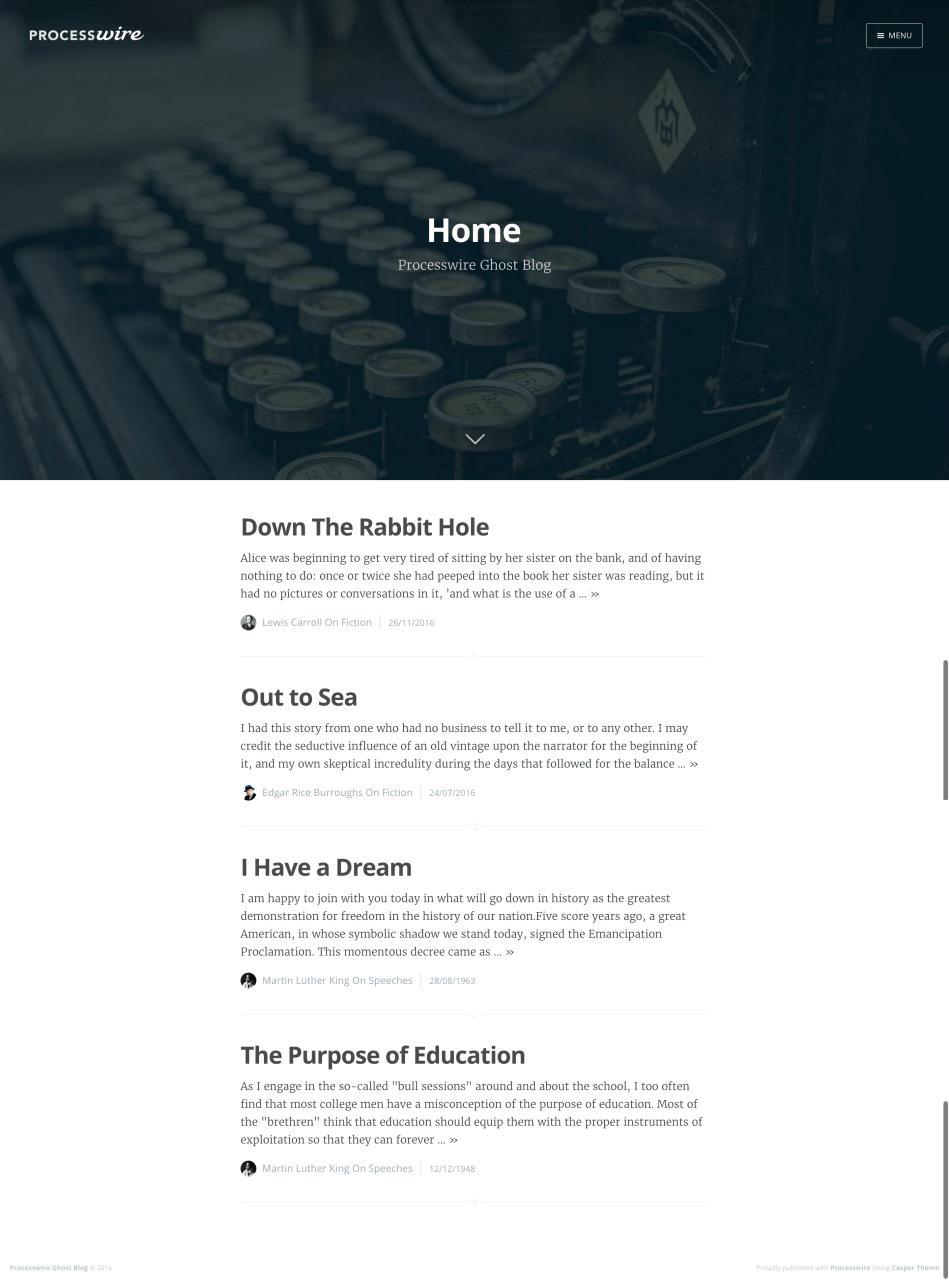 PROCESSwire
MENU
Home
Processwire Ghost Blog
Down The Rabbit Hole
Alice was beginning to get very tired of sitting by her sister on the bank, and of having
nothing to do: once or twice she had peeped into the book her sister was reading, but it
had no pictures or conversations in it, 'and what is the use of a ... »
Lewis Carroll On Fiction
26/11/2016
Out to Sea
I had this story from one who had no business to tell it to me, or to any other. I may
credit the seductive influence of an old vintage upon the narrator for the beginning of
it, and my own skeptical incredulity during the days that followed for the balance ... »
Edgar Rice Burroughs On Fiction
24/07/2016
I Have a Dream
I am happy to join with you today in what will go down in history as the greatest
demonstration for freedom in the history of our nation.Five score years ago, a great
American, in whose symbolic shadow we stand today, signed the Emancipation
Proclamation. This momentous decree came as ... »
Martin Luther King On Speeches
28/08/1963
The Purpose of Education
As I engage in the so-called "bull sessions" around and about the school, I too often
find that most college men have a misconception of the purpose of education. Most of
the "brethren" think that education should equip them with the proper instruments of
exploitation so that they can forever ... »
Martin Luther King On Speeches
12/12/1948
Processwire Ghost Blog © 2016
Proudly published with Processwire using Casper Theme